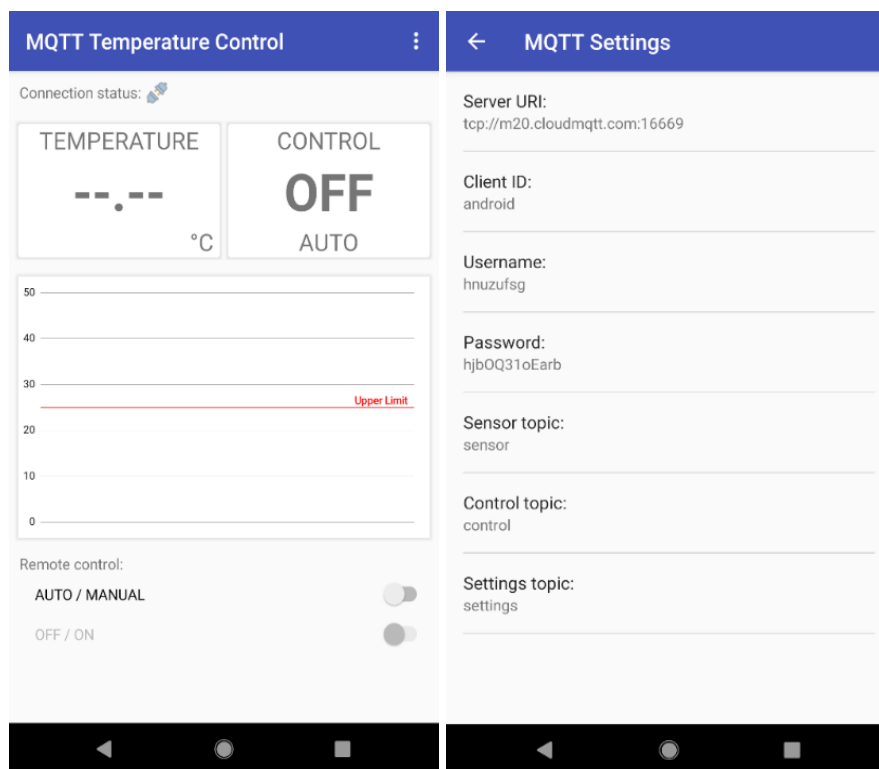 MQTT Temperature Control
Connection status:
TEMPERATURE
--.--
°C
CONTROL
OFF
AUTO
50
40
30
Upper Limit
20
10
0
Remote control:
AUTO / MANUAL
OFF / ON
MQTT Settings
Server URI:
tcp://m20.cloudmqtt.com:16669
Client ID:
android
Username:
hnuzufsg
Password:
hjbOQ31oEarb
Sensor topic:
sensor
Control topic:
control
Settings topic:
settings